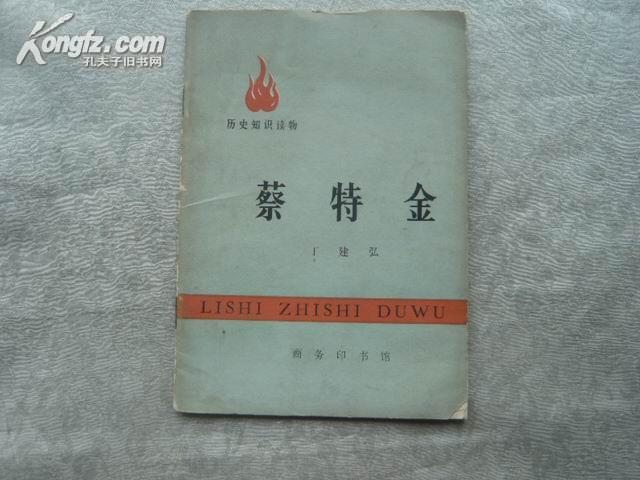 Kongfz.com
孔夫子旧书网
历史知识读物
蔡特金
丁建弘
LISHI ZHISHI DUWU
商务印书馆